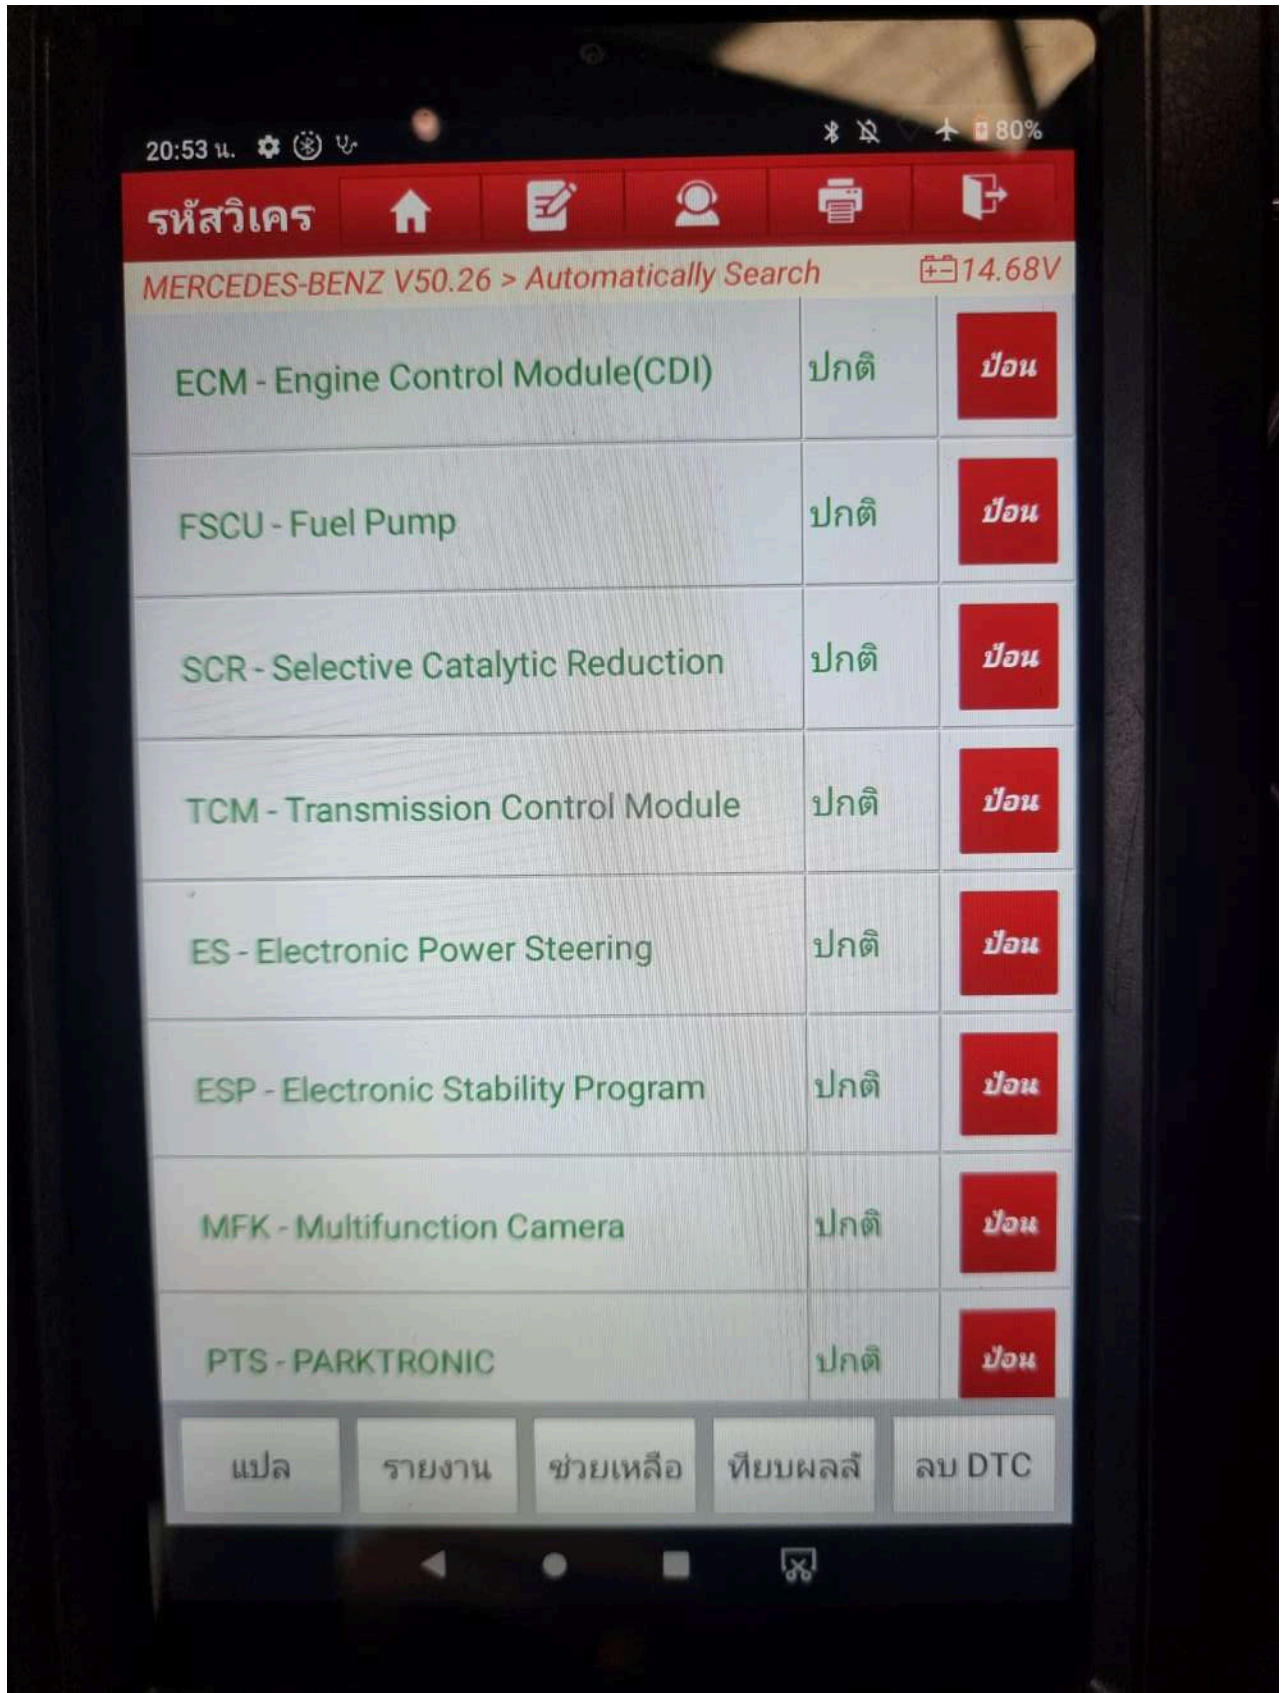 20:53 น. 80%
รหัสวิเคร
MERCEDES-BENZ V50.26 > Automatically Search 14.68V
ECM - Engine Control Module(CDI) ปกติ ป้อน
FSCU - Fuel Pump ปกติ ป้อน
SCR - Selective Catalytic Reduction ปกติ ป้อน
TCM - Transmission Control Module ปกติ ป้อน
ES - Electronic Power Steering ปกติ ป้อน
ESP - Electronic Stability Program ปกติ ป้อน
MFK - Multifunction Camera ปกติ ป้อน
PTS - PARKTRONIC ปกติ ป้อน
แปล รายงาน ช่วยเหลือ ทียบผลลั ลบ DTC